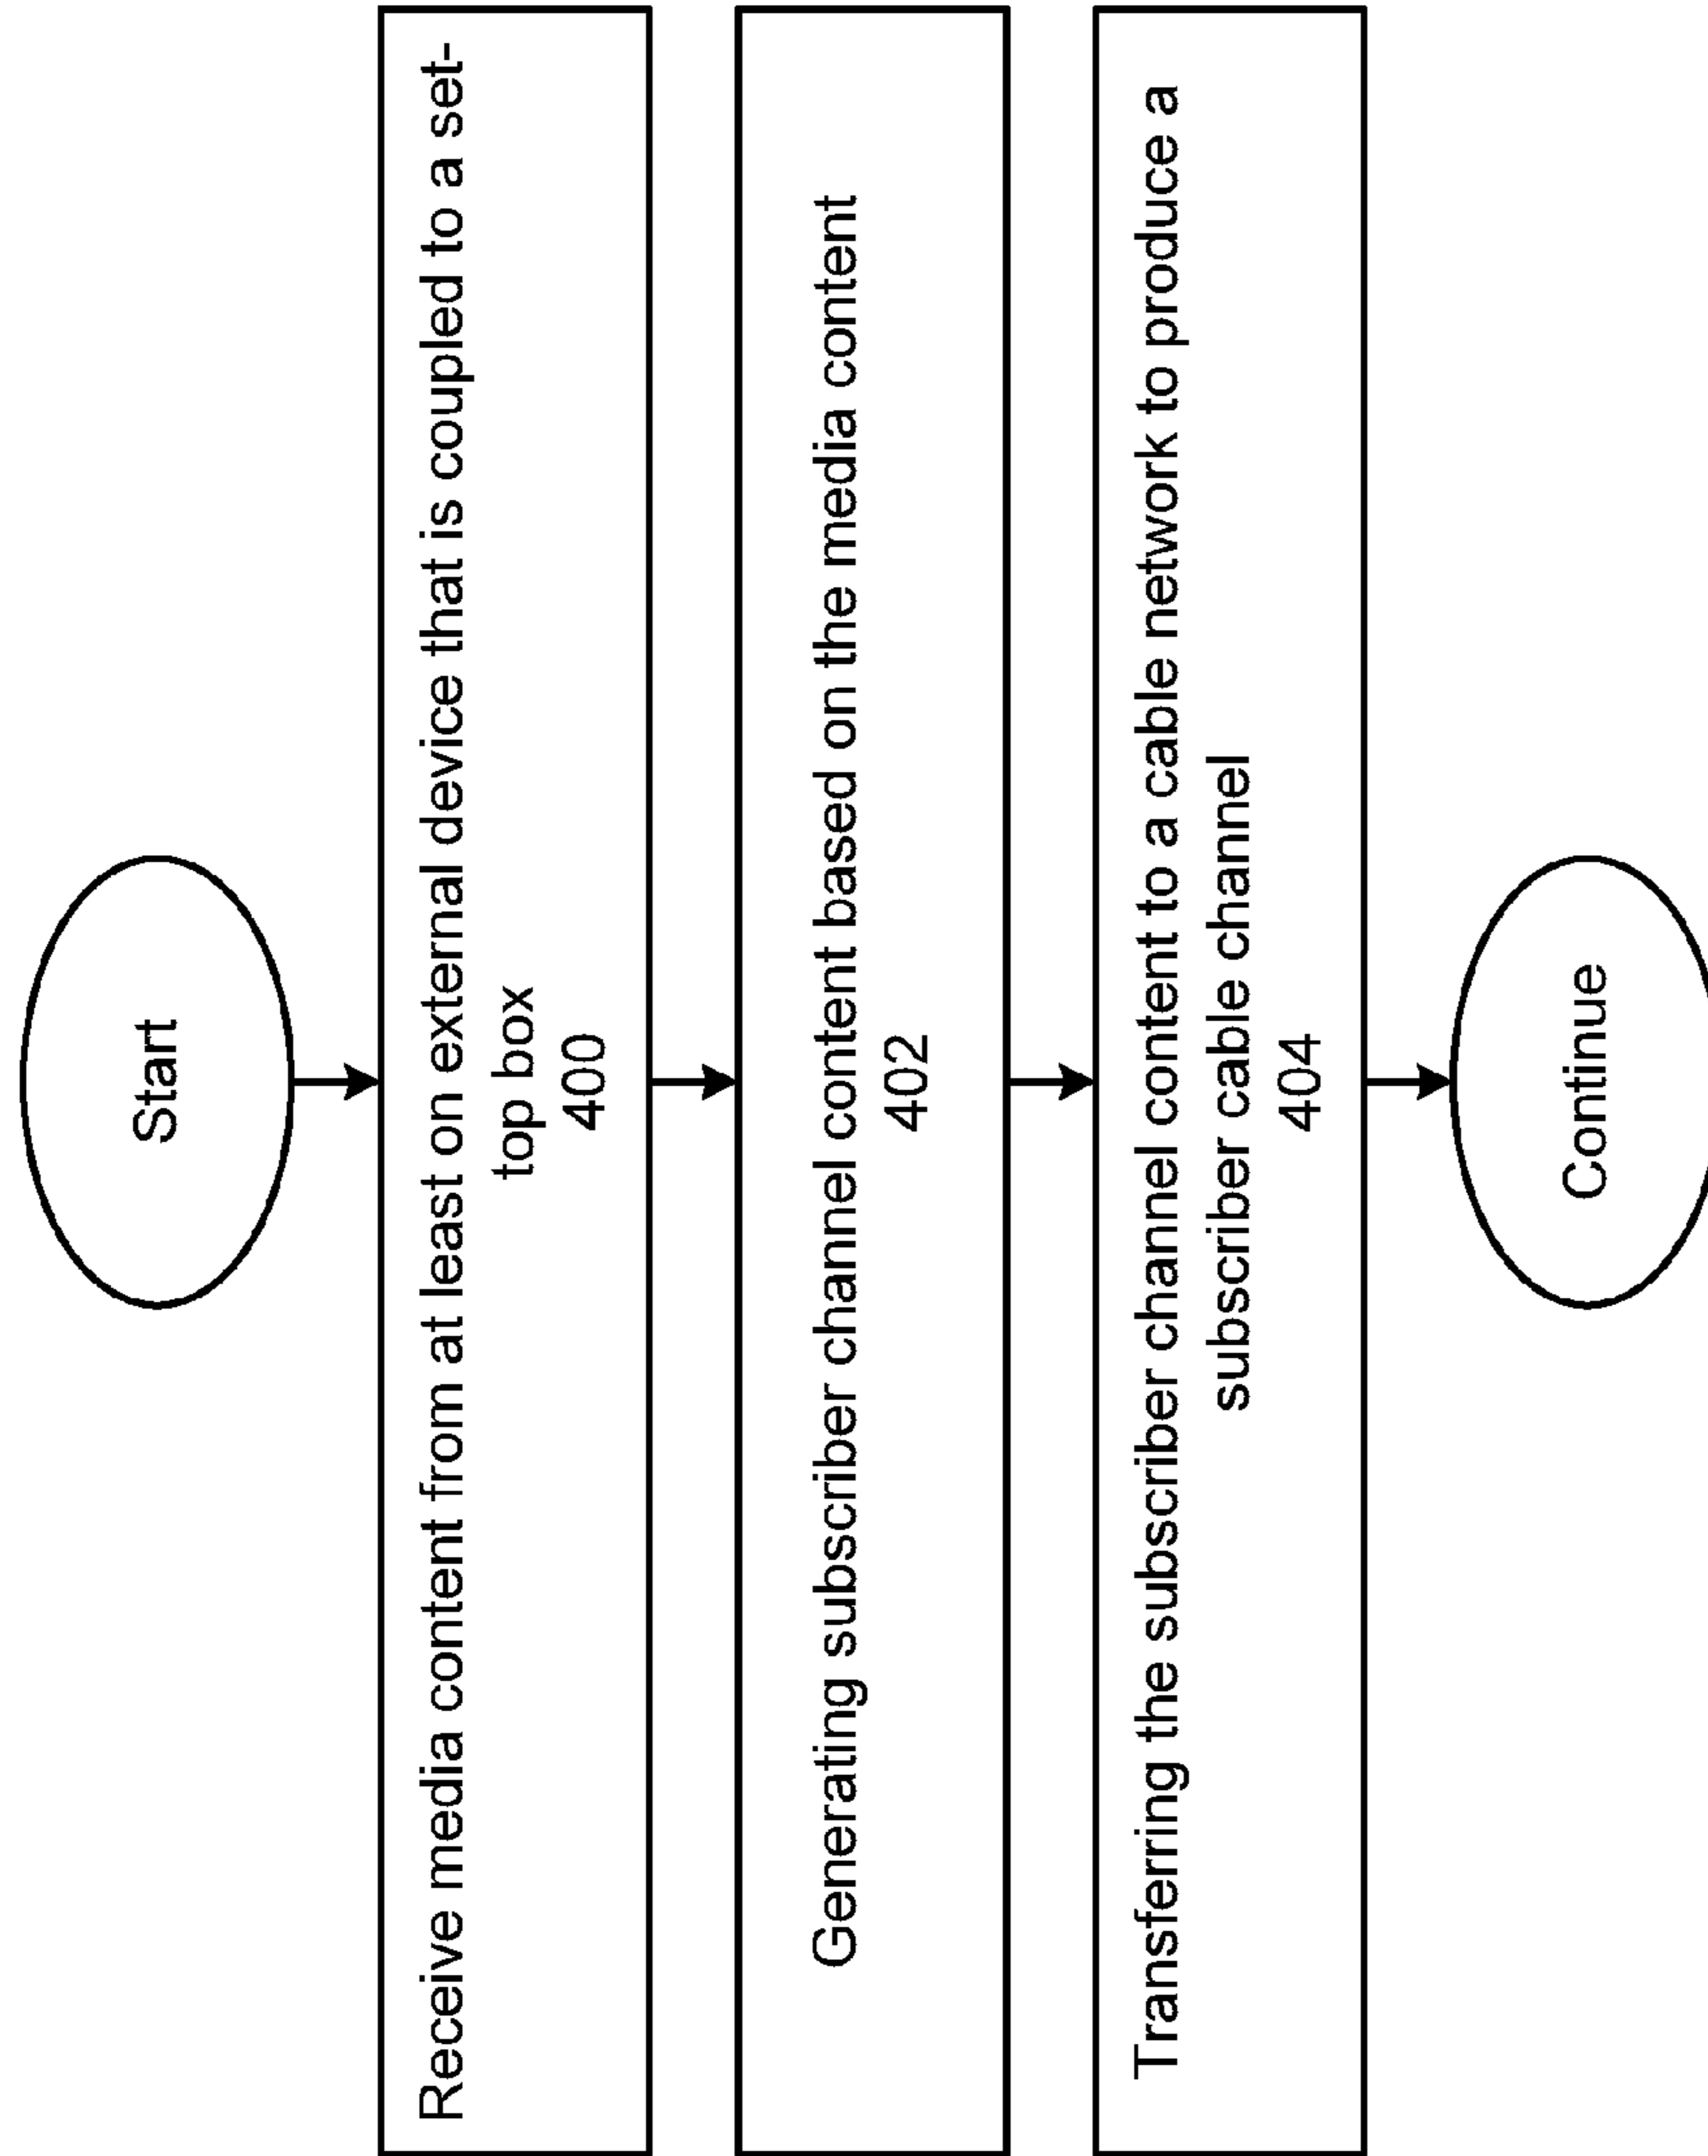 Start
Receive media content from at least on external device that is coupled to a set-
top box
400
Generating subscriber channel content based on the media content
402
Transferring the subscriber channel content to a cable network to produce a
subscriber cable channel
404
Continue